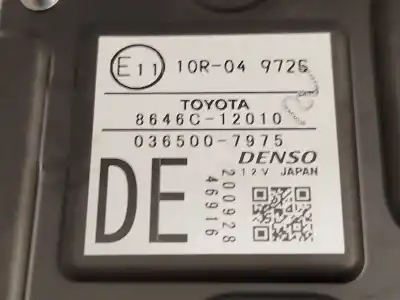 E11 10R-04 9725
TOYOTA
8646C-12010
036500-7975
DE
DENSO
12V JAPAN
200928
46916